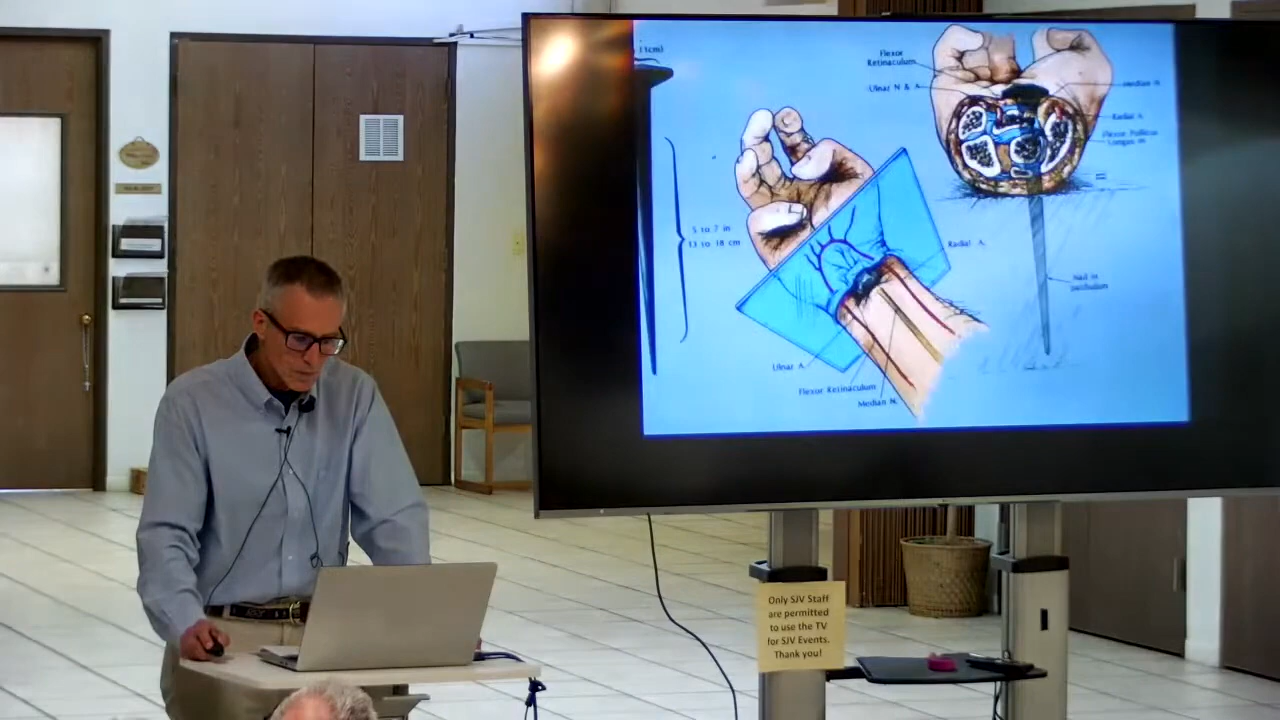 1cm)
5 to 7 in
13 to 18 cm
Flexor
Retinaculum
Ulnar N & A.
Median N.
Radial A.
Flexor Pollicus
Longus m
Nail in
Radial A.
Ulnar A.
Flexor Retinaculum
Median N.
Only SJV Staff
are permitted
to use the TV
for SJV Events.
Thank you!